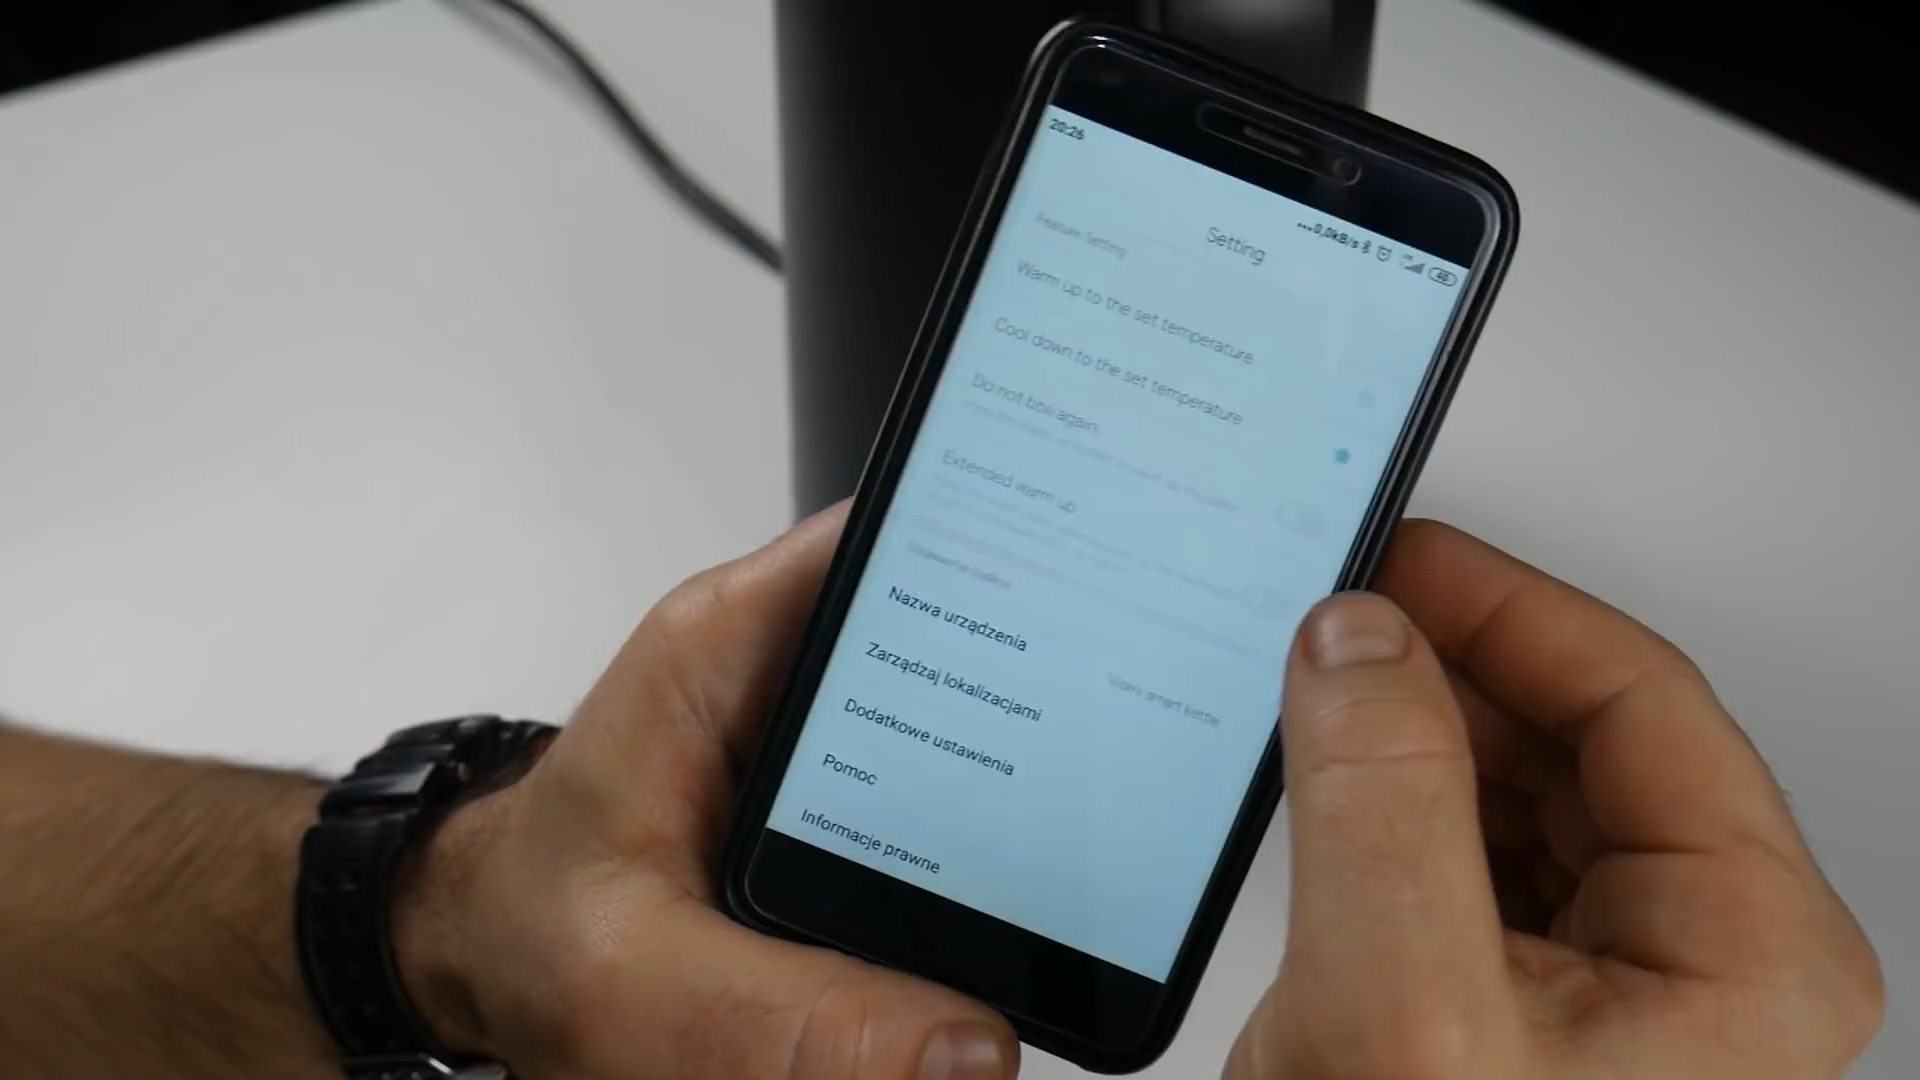 20:26
...0,0kB/s
48
Setting
Feature Setting
Warm up to the set temperature
Cool down to the set temperature
Do not boil again
Extended warm up
Nazwa urządzenia
smart kettle
Zarządzaj lokalizacjami
Dodatkowe ustawienia
Pomoc
Informacje prawne